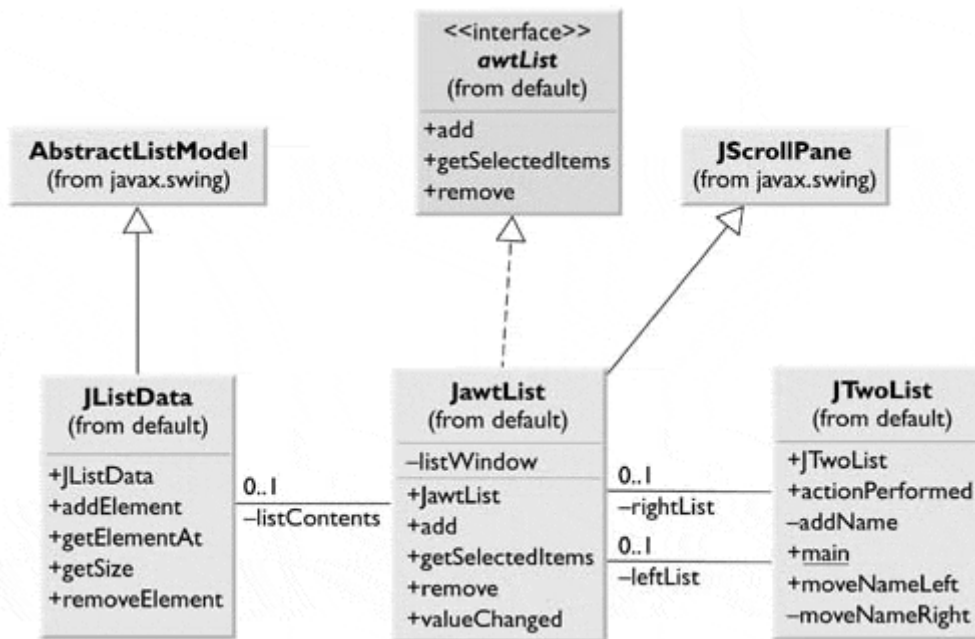 <<interface>>
awtList
(from default)
+add
+getSelectedItems
+remove
AbstractListModel
(from javax.swing)
JScrollPane
(from javax.swing)
JListData
(from default)
+JListData
+addElement
+getElementAt
+getSize
+removeElement
0..1
–listContents
JawtList
(from default)
–listWindow
+JawtList
+add
+getSelectedItems
+remove
+valueChanged
0..1
–rightList
0..1
–leftList
JTwoList
(from default)
+JTwoList
+actionPerformed
–addName
+main
+moveNameLeft
–moveNameRight